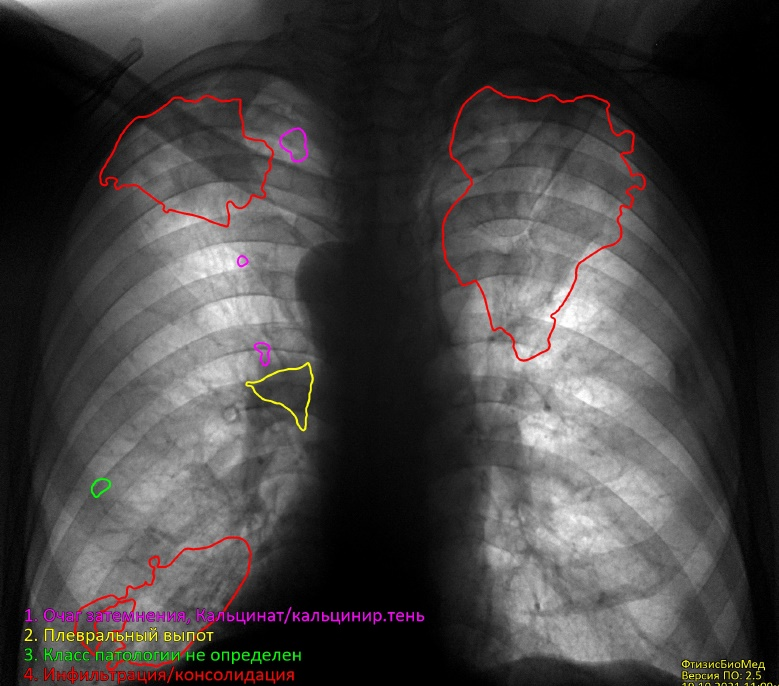 1. Очаг затемнения, Кальцинат/кальцинир.тень
2. Плевральный выпот
3. Класс патологии не определен
4. Инфильтрация/консолидация
ФтизисБиоМед
Версия ПО: 2.5